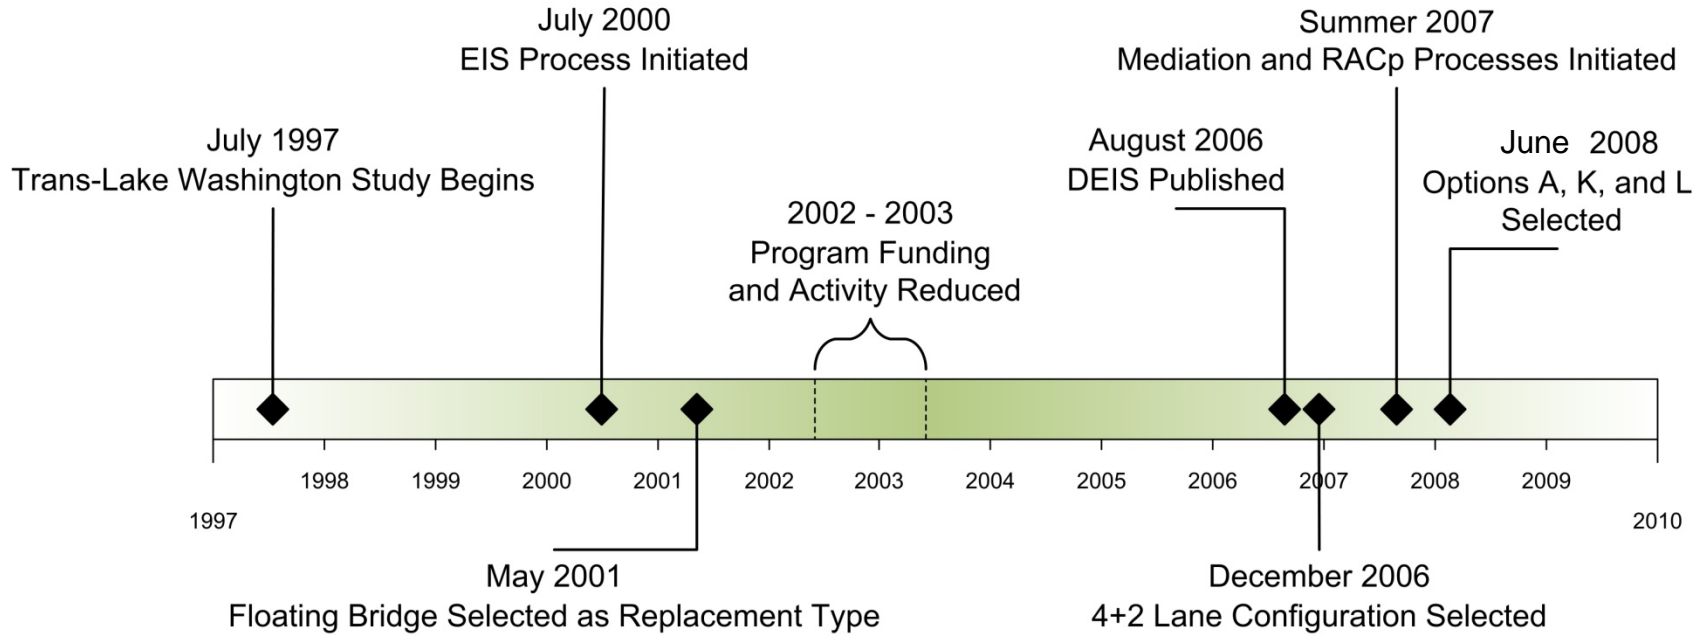 July 2000
EIS Process Initiated
Summer 2007
Mediation and RACp Processes Initiated
July 1997
Trans-Lake Washington Study Begins
August 2006
DEIS Published
June 2008
Options A, K, and L
Selected
2002 - 2003
Program Funding
and Activity Reduced
1998 1999 2000 2001 2002 2003 2004 2005 2006 2007 2008 2009
1997 2010
May 2001
Floating Bridge Selected as Replacement Type
December 2006
4+2 Lane Configuration Selected